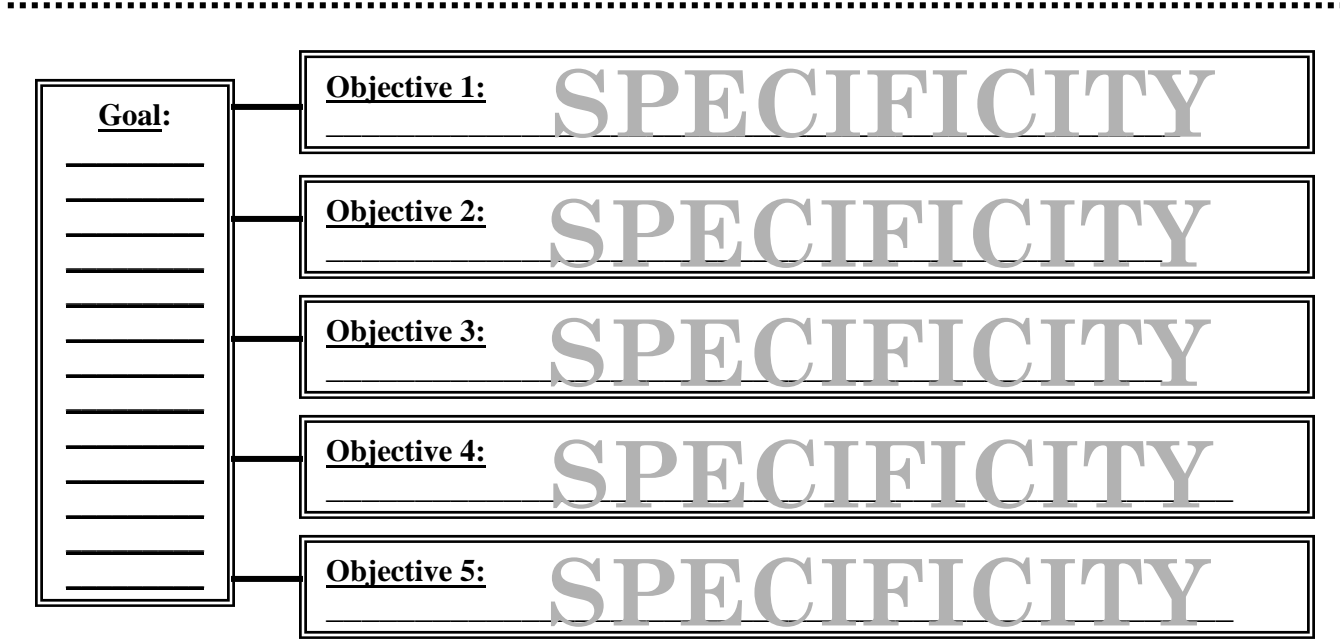 Goal:
Objective 1: SPECIFICITY
Objective 2: SPECIFICITY
Objective 3: SPECIFICITY
Objective 4: SPECIFICITY
Objective 5: SPECIFICITY